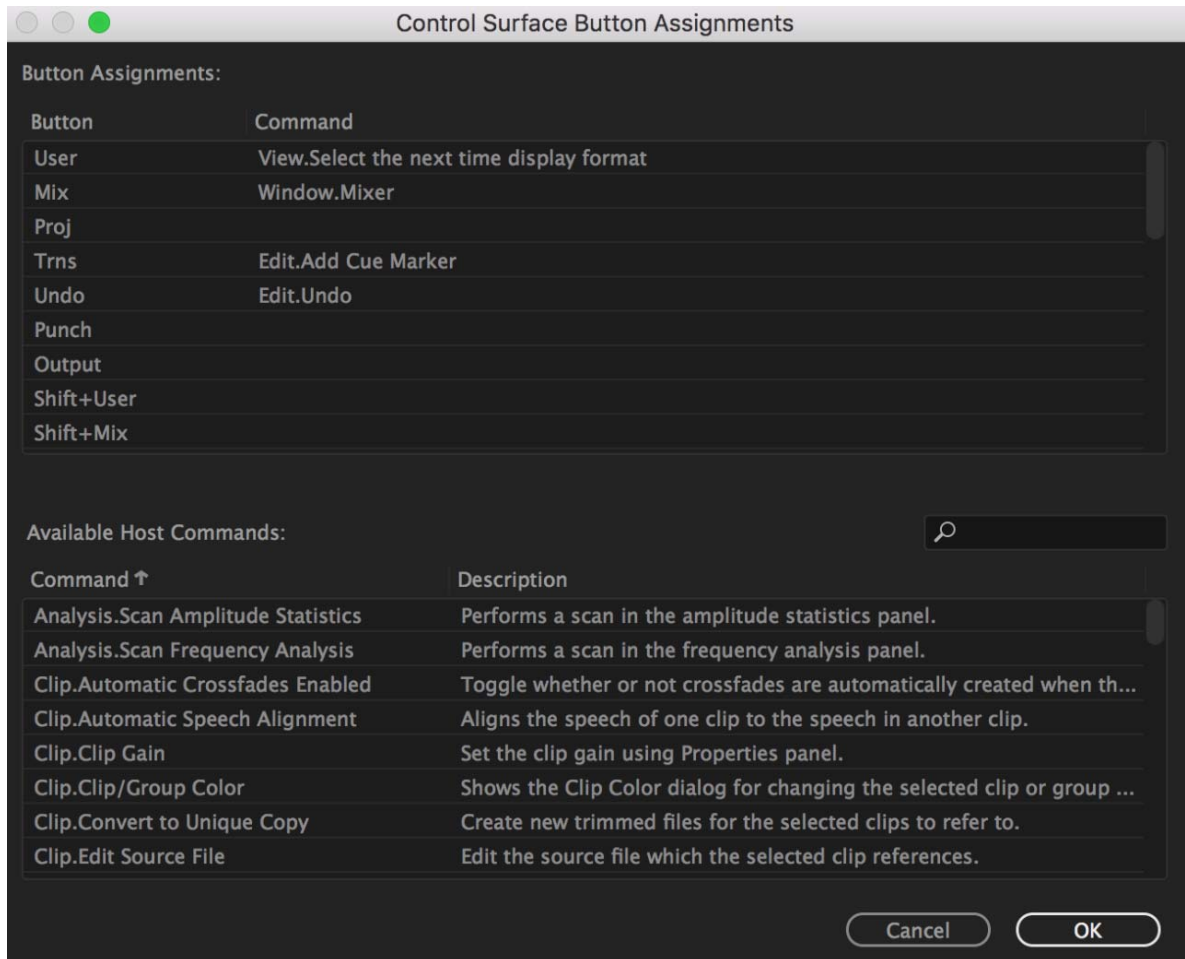 Control Surface Button Assignments
Button Assignments:
Button Command
User View.Select the next time display format
Mix Window.Mixer
Proj
Trns Edit.Add Cue Marker
Undo Edit.Undo
Punch
Output
Shift+User
Shift+Mix
Available Host Commands:
Command ↑ Description
Analysis.Scan Amplitude Statistics Performs a scan in the amplitude statistics panel.
Analysis.Scan Frequency Analysis Performs a scan in the frequency analysis panel.
Clip.Automatic Crossfades Enabled Toggle whether or not crossfades are automatically created when th...
Clip.Automatic Speech Alignment Aligns the speech of one clip to the speech in another clip.
Clip.Clip Gain Set the clip gain using Properties panel.
Clip.Clip/Group Color Shows the Clip Color dialog for changing the selected clip or group ...
Clip.Convert to Unique Copy Create new trimmed files for the selected clips to refer to.
Clip.Edit Source File Edit the source file which the selected clip references.
Cancel OK